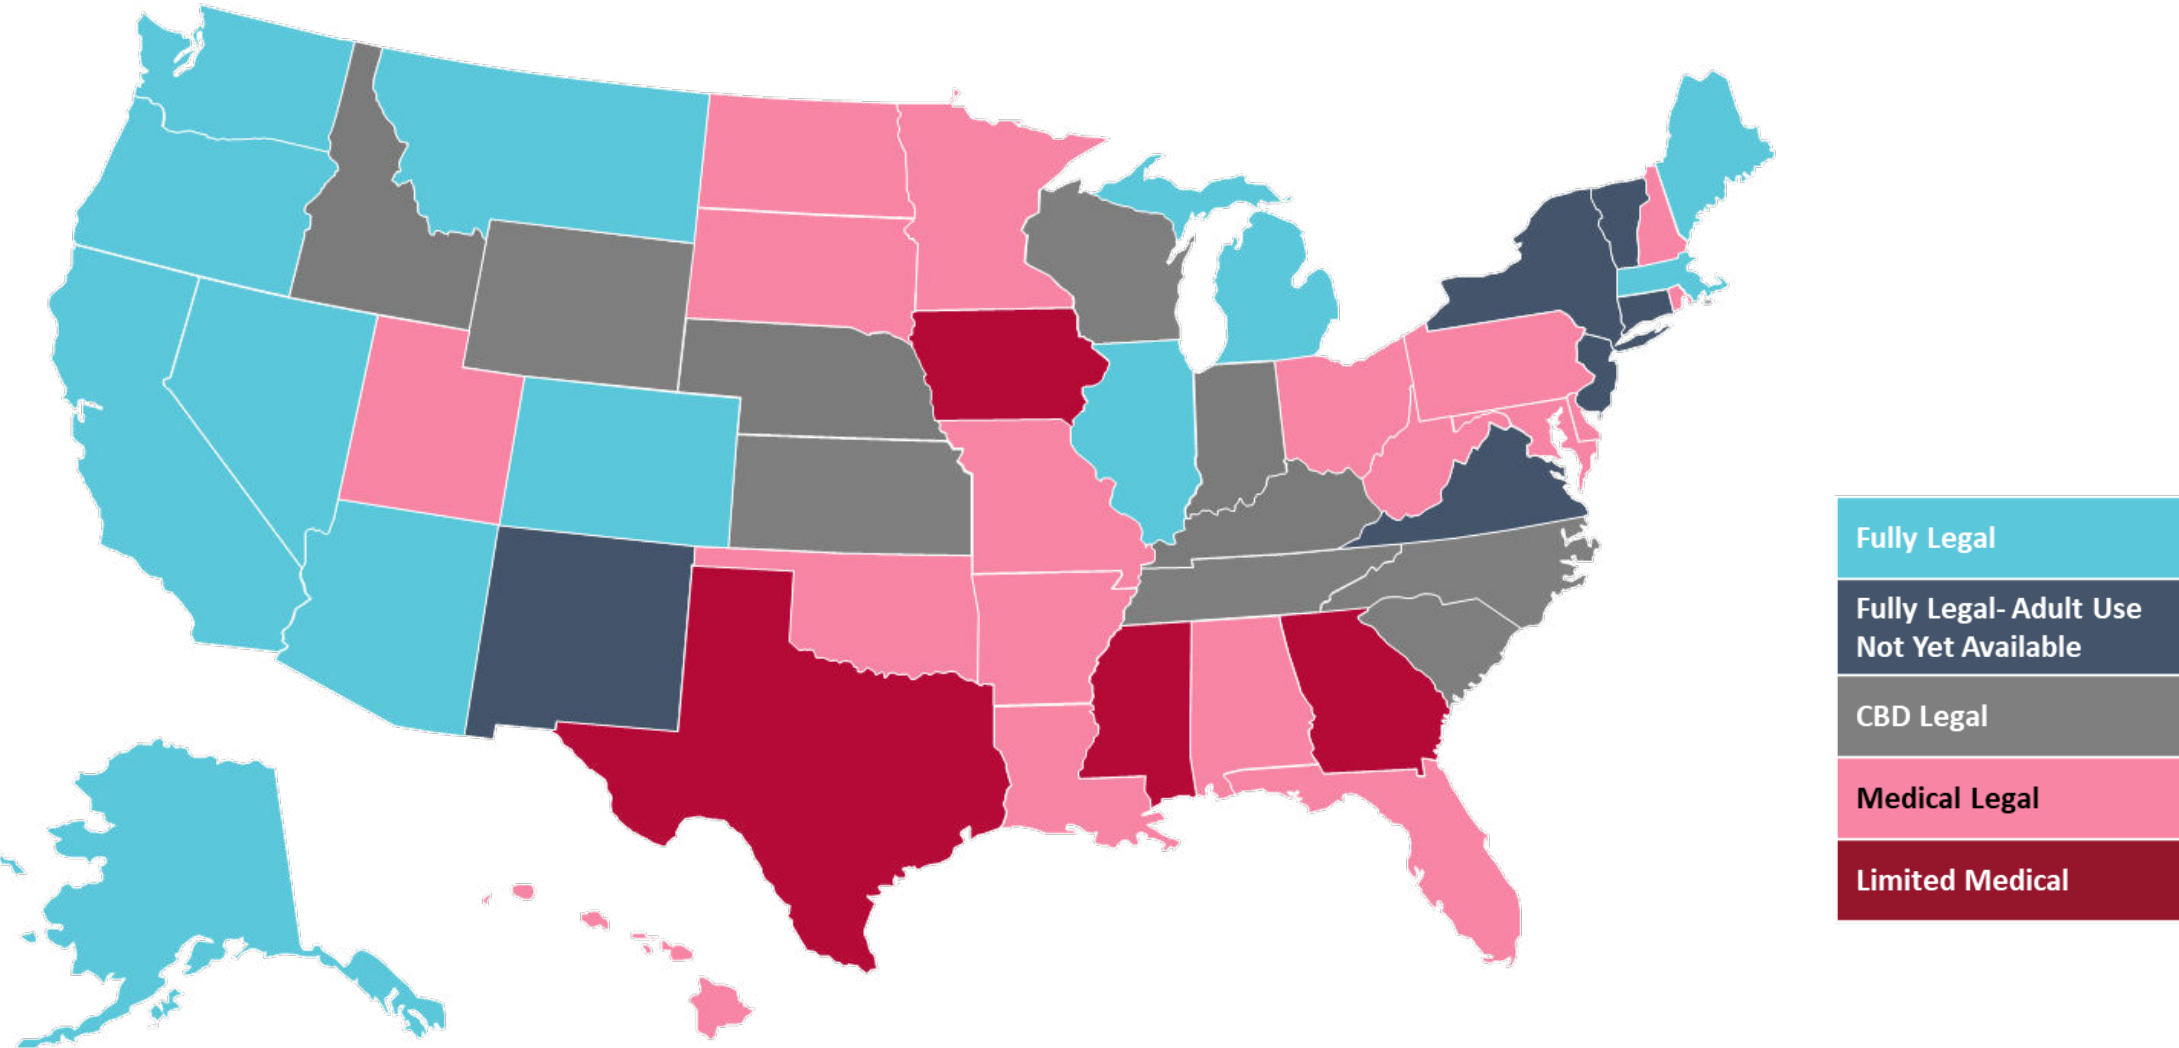 Fully Legal
Fully Legal- Adult Use
Not Yet Available
CBD Legal
Medical Legal
Limited Medical